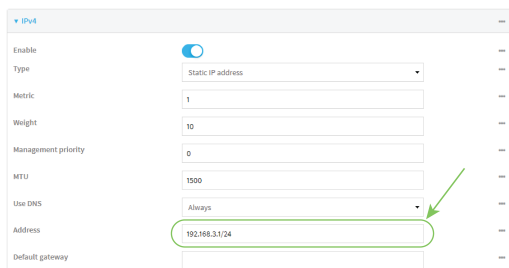 ▾ IPv4
Enable
Type Static IP address
Metric 1
Weight 10
Management priority 0
MTU 1500
Use DNS Always
Address 192.168.3.1/24
Default gateway